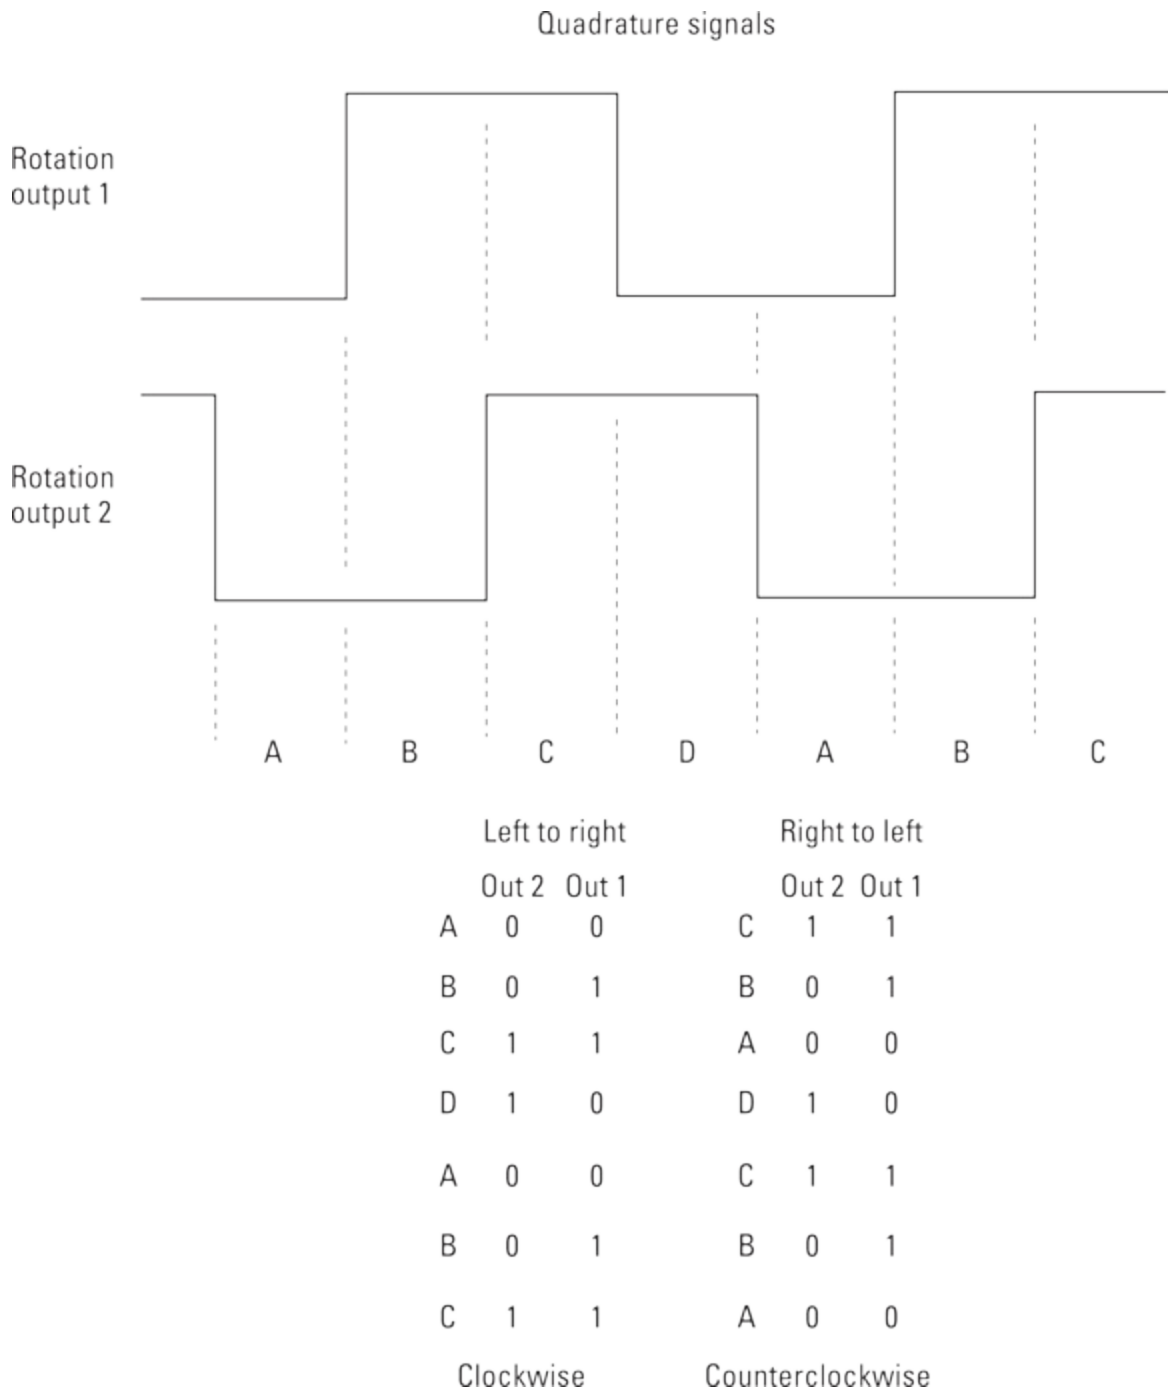 Quadrature signals
Rotation
output 1
Rotation
output 2
A B C D A B C
Left to right Right to left
Out 2 Out 1 Out 2 Out 1
A 0 0 C 1 1
B 0 1 B 0 1
C 1 1 A 0 0
D 1 0 D 1 0
A 0 0 C 1 1
B 0 1 B 0 1
C 1 1 A 0 0
Clockwise Counterclockwise